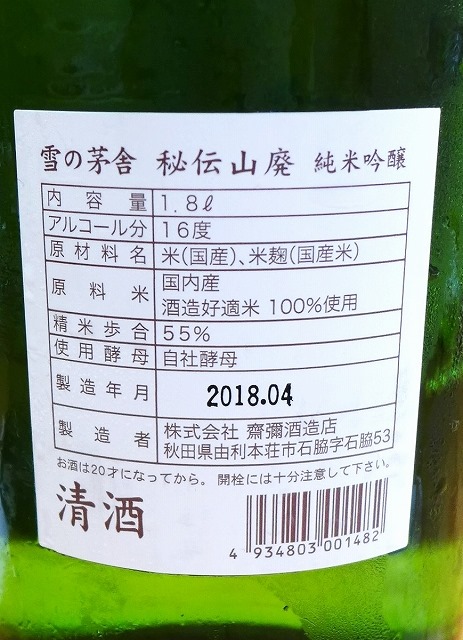 雪の茅舎 秘伝山廃 純米吟醸
内容量 1.8ℓ
アルコール分 16度
原材料名 米(国産)、米麹(国産米)
原料米 国内産
酒造好適米 100%使用
精米歩合 55%
使用酵母 自社酵母
製造年月 2018.04
製造者 株式会社 齋彌酒造店
秋田県由利本荘市石脇字石脇53
お酒は20才になってから。開栓には十分注意して下さい。
清酒
4 934803 001482